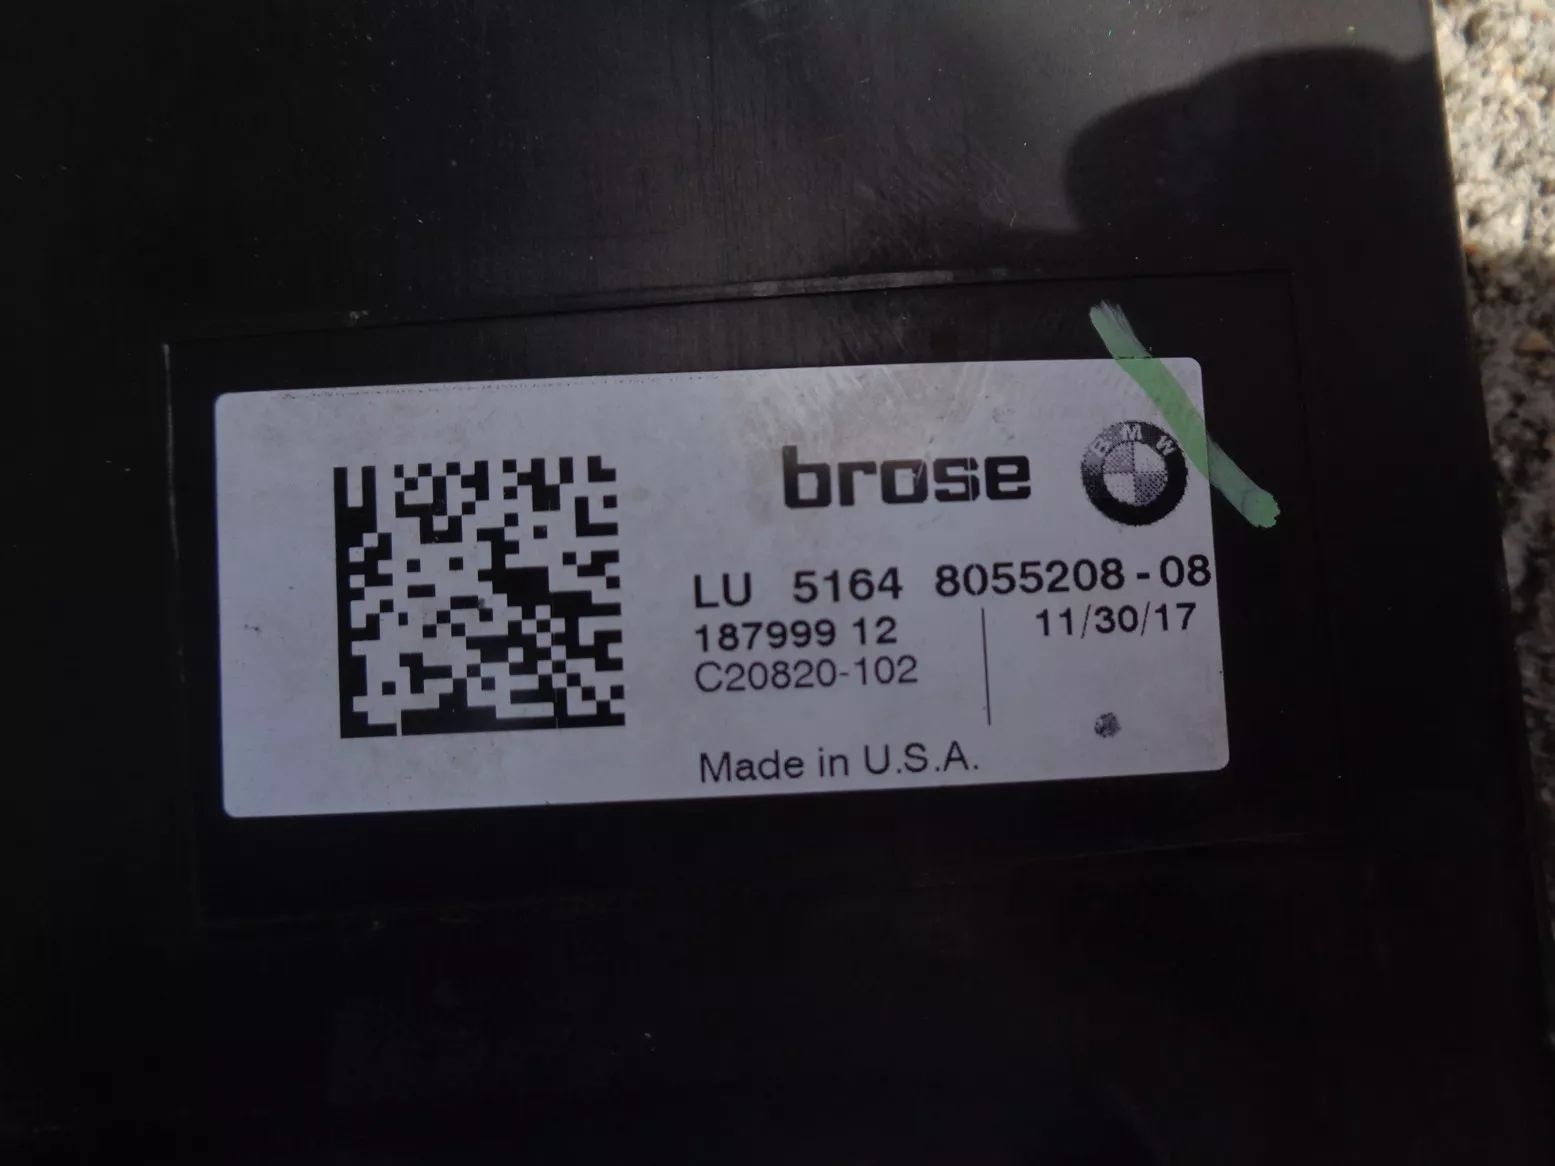 brose
BMW
LU 5164 8055208-08
187999 12
11/30/17
C20820-102
Made in U.S.A.